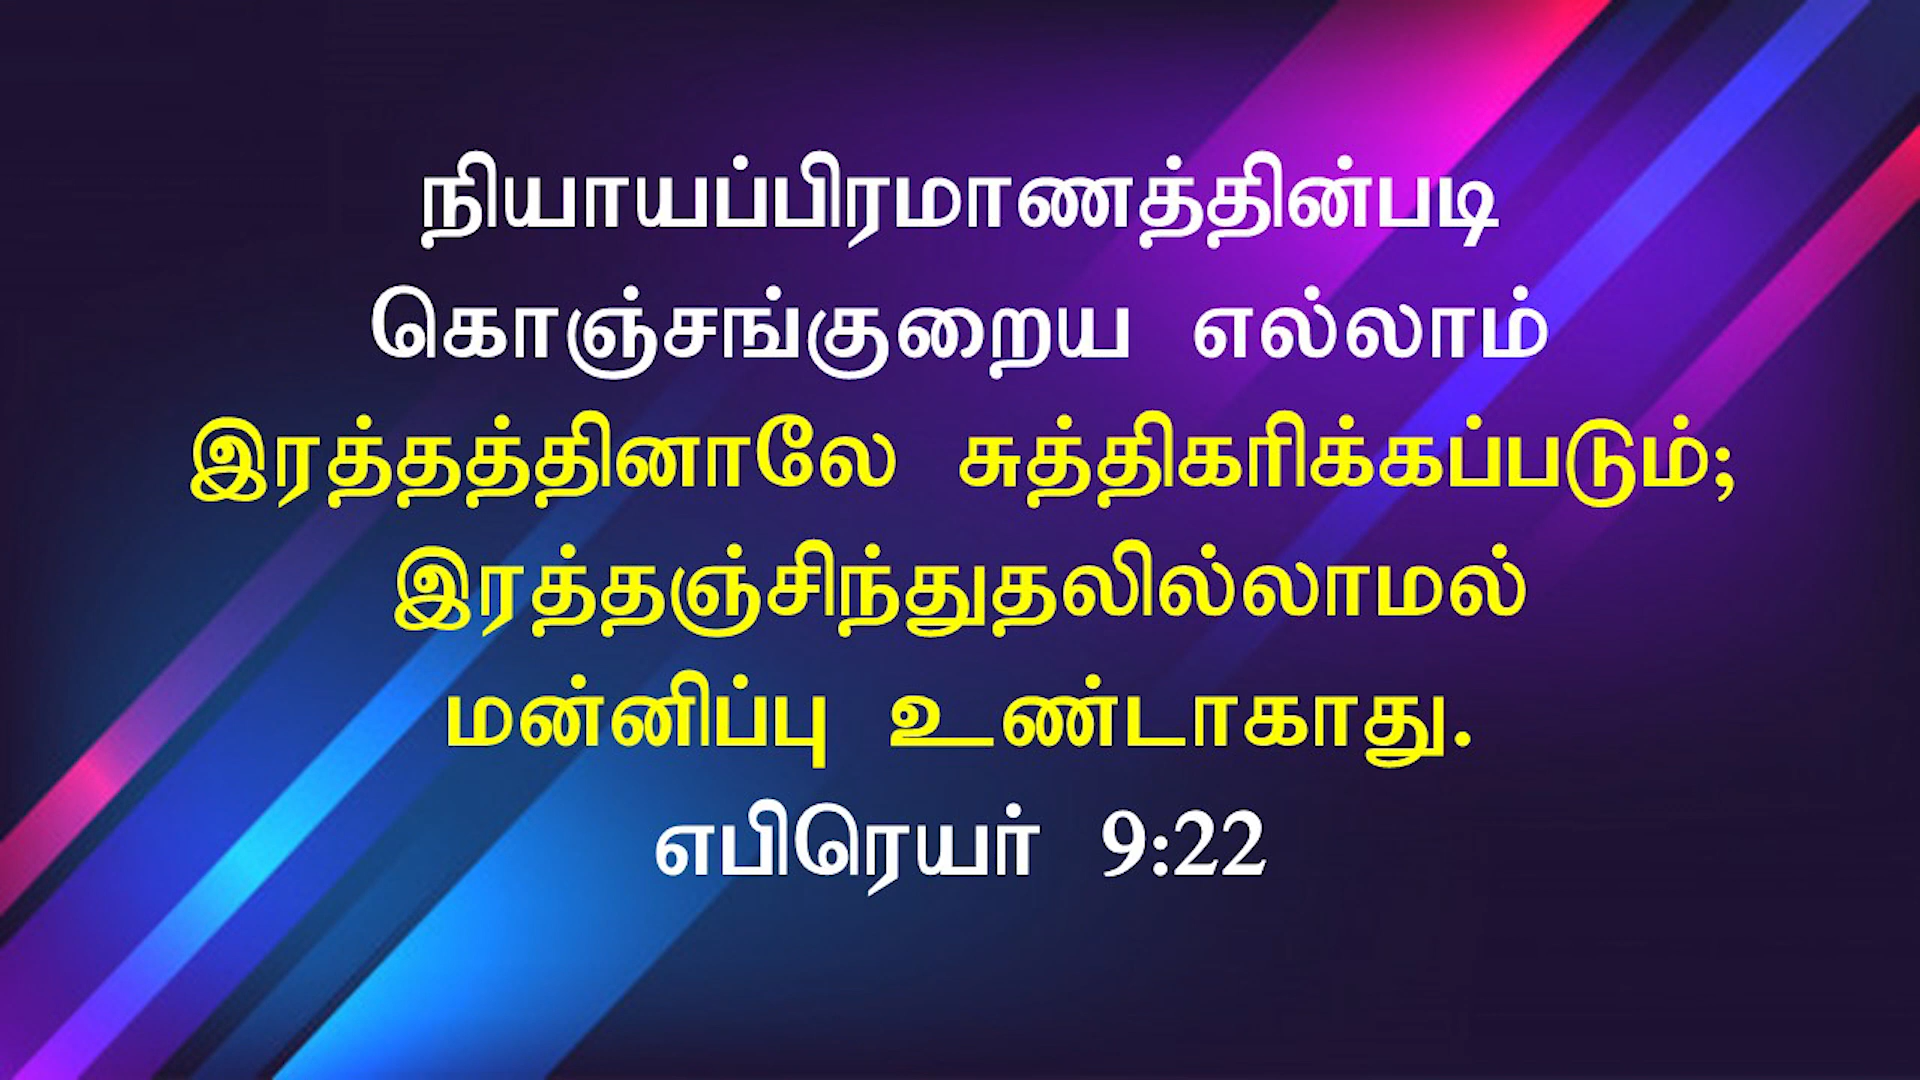 நியாயப்பிரமாணத்தின்படி
கொஞ்சங்குறைய எல்லாம்
இரத்தத்தினாலே சுத்திகரிக்கப்படும்;
இரத்தஞ்சிந்துதலில்லாமல்
மன்னிப்பு உண்டாகாது.
எபிரெயர் 9:22